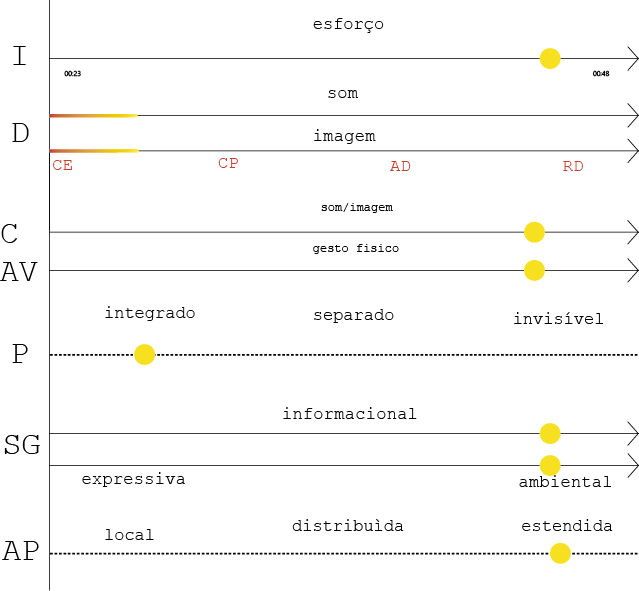 esforço
I
00:23 00:48
som
D
imagem
CE CP AD RD
som/imagem
C
gesto fisico
AV
integrado separado invisível
P
informacional
SG
expressiva ambiental
local distribuìda estendida
AP